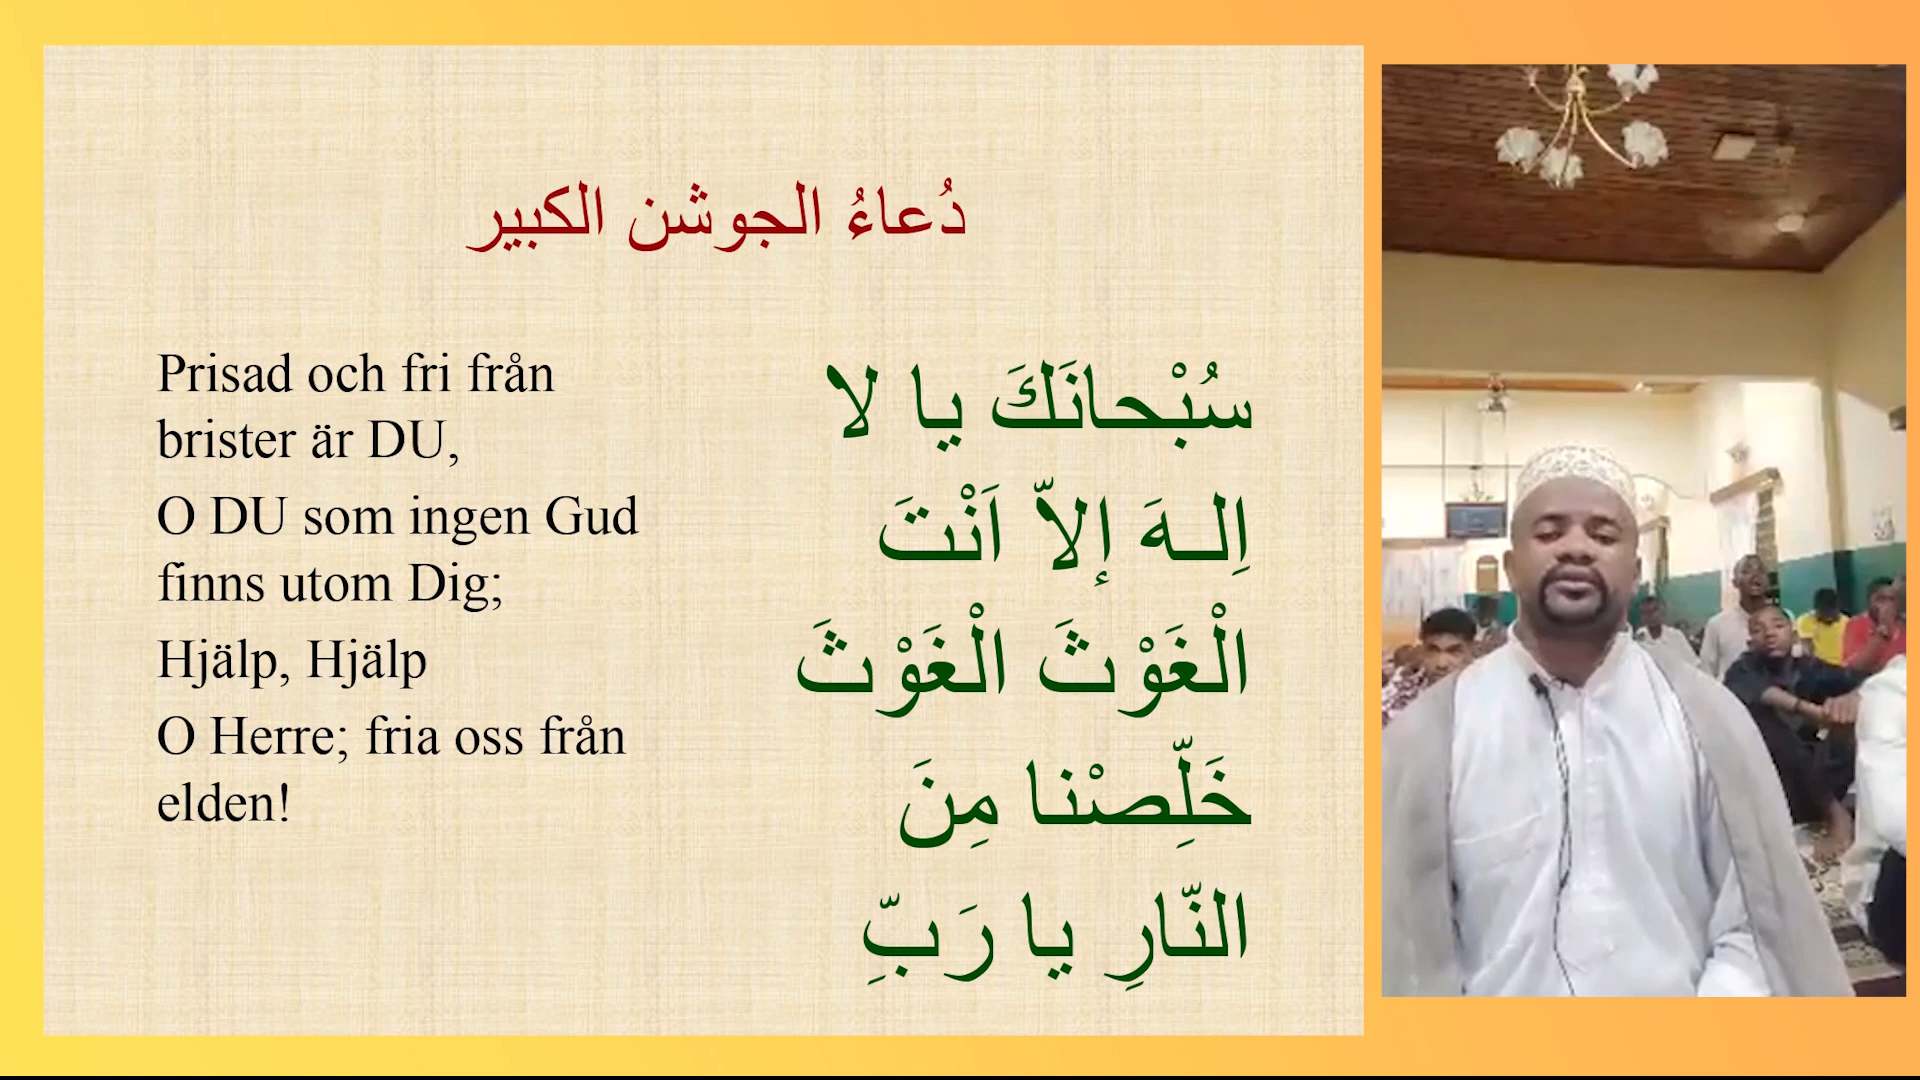 دُعاءُ الجوشن الكبير
Prisad och fri från
brister är DU,
O DU som ingen Gud
finns utom Dig;
Hjälp, Hjälp
O Herre; fria oss från
elden!
سُبْحانَكَ يا لا
اِلـهَ إلاّ اَنْتَ
الْغَوْثَ الْغَوْثَ
خَلِّصْنا مِنَ
النّارِ يا رَبِّ